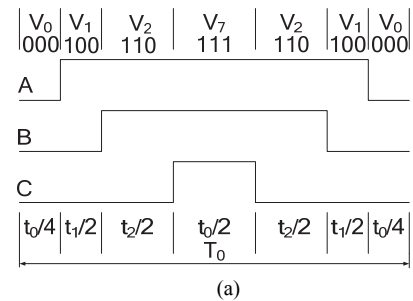 V0 V1 V2 V7 V2 V1 V0
000 100 110 111 110 100 000
A
B
C
t0/4 t1/2 t2/2 t0/2 t2/2 t1/2 t0/4
T0
(a)